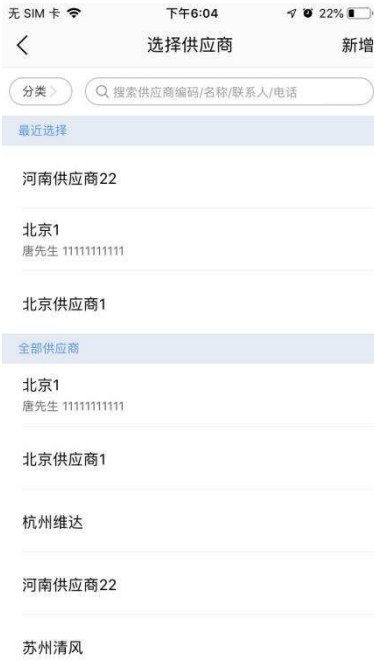 无 SIM 卡 下午6:04 22%
选择供应商 新增
分类 搜索供应商编码/名称/联系人/电话
最近选择
河南供应商22
北京1
唐先生 11111111111
北京供应商1
全部供应商
北京1
唐先生 11111111111
北京供应商1
杭州维达
河南供应商22
苏州清风